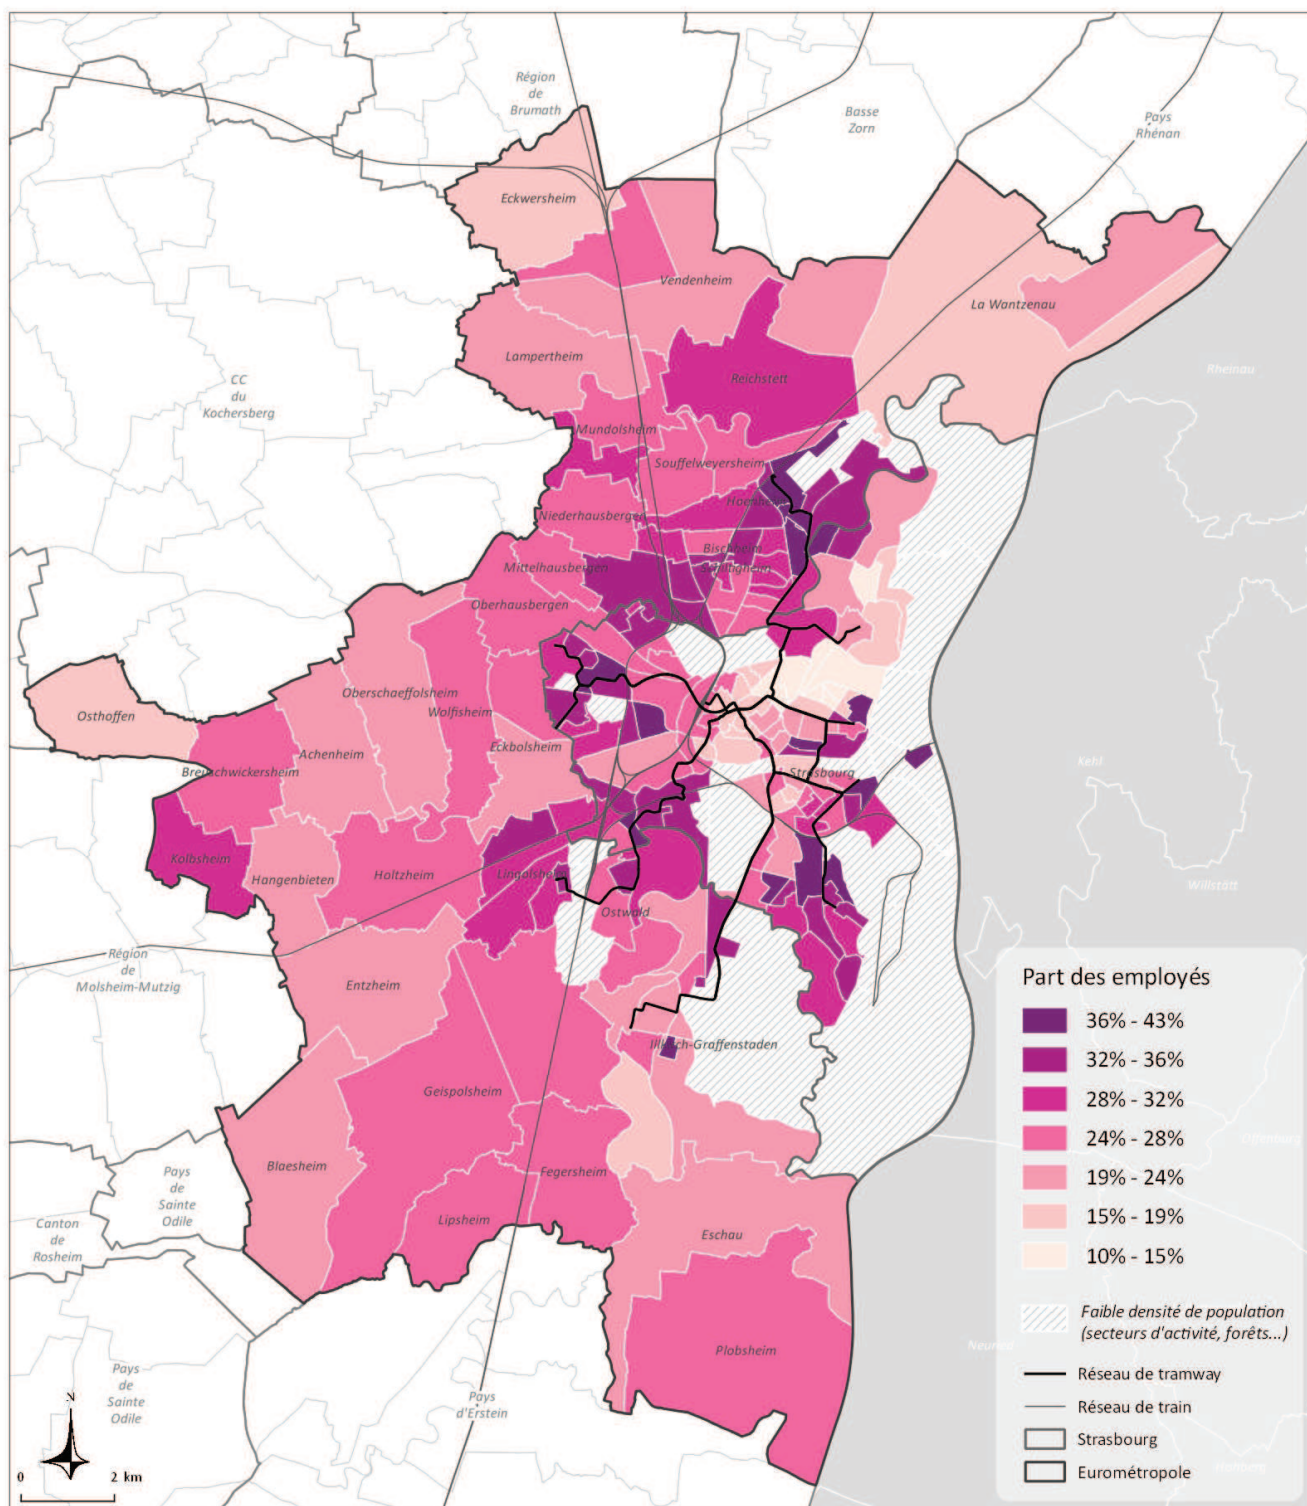 Région
de
Brumath
Basse
Zorn
Pays
Rhénan
Eckwersheim
Vendenheim
La Wantzenau
Lampertheim
Rheinau
Reichstett
CC
du
Kochersberg
Mundolsheim
Souffelweyersheim
Hoenheim
Niederhausbergen
Bischheim
Schiltigheim
Mittelhausbergen
Oberhausbergen
Oberschaeffolsheim
Wolfisheim
Osthoffen
Achenheim
Eckbolsheim
Breuschwickersheim
Strasbourg
Kehl
Kolbsheim
Hangenbieten
Holtzheim
Lingolsheim
Willstätt
Ostwald
Région
de
Molsheim-Mutzig
Entzheim
Illkirch-Graffenstaden
Geispolsheim
Blaesheim
Fegersheim
Pays
de
Sainte
Odile
Canton
de
Rosheim
Lipsheim
Eschau
Plobsheim
Pays
de
Sainte
Odile
Pays
d'Erstein
N
0 2 km
Part des employés
36% - 43%
32% - 36%
28% - 32%
24% - 28%
19% - 24%
15% - 19%
10% - 15%
Offenburg
Faible densité de population
(secteurs d'activité, forêts...)
Neuried
Réseau de tramway
Réseau de train
Strasbourg
Hohberg
Eurométropole